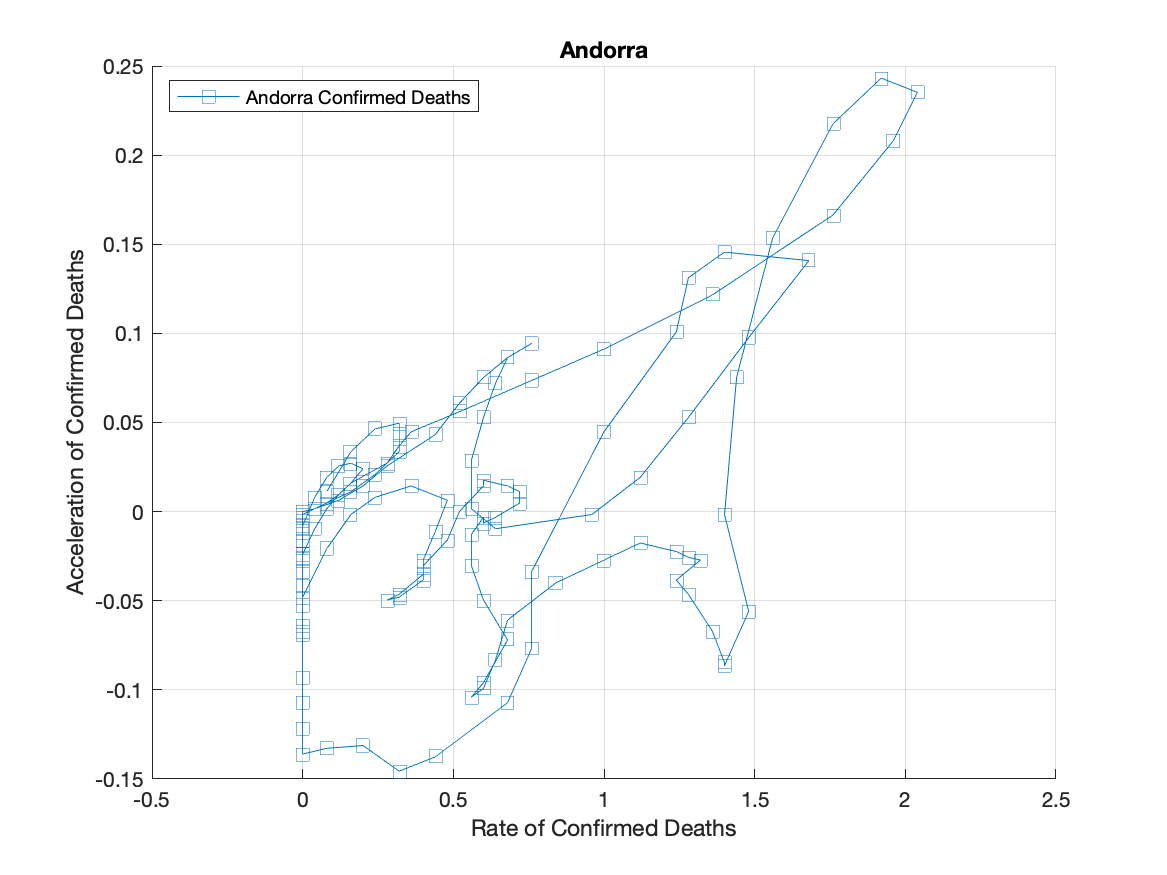 Andorra
Andorra Confirmed Deaths
0.25
0.2
0.15
0.1
0.05
0
-0.05
-0.1
-0.15
Acceleration of Confirmed Deaths
-0.5 0 0.5 1 1.5 2 2.5
Rate of Confirmed Deaths